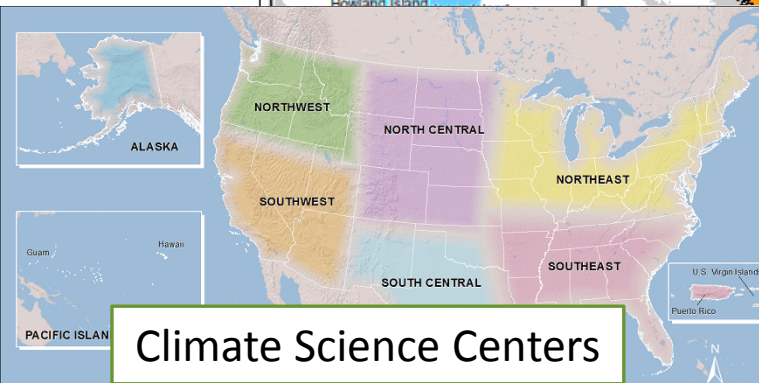 Howland Island
NORTHWEST
NORTH CENTRAL
ALASKA
NORTHEAST
SOUTHWEST
Guam
Hawaii
SOUTHEAST
SOUTH CENTRAL
U.S. Virgin Islands
Puerto Rico
PACIFIC ISLAN
Climate Science Centers
N